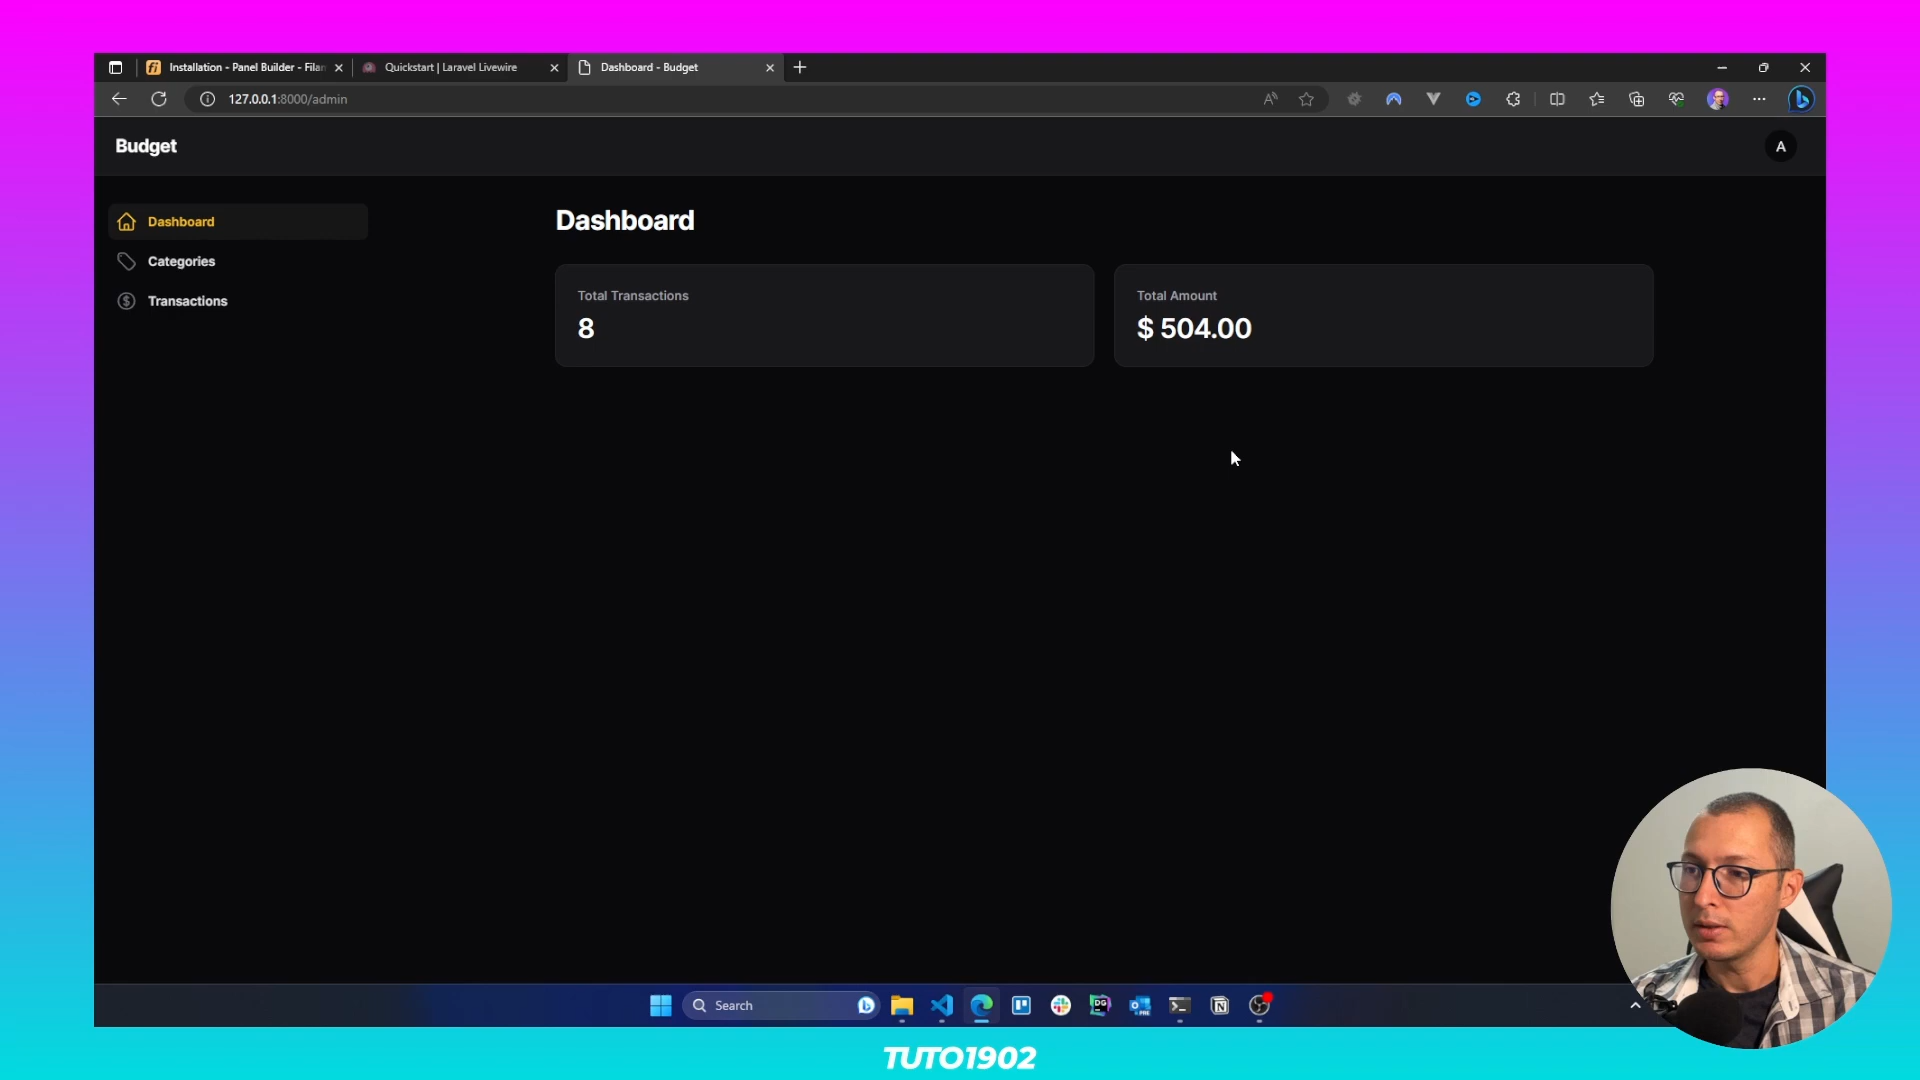 Installation - Panel Builder - Filam
Quickstart | Laravel Livewire
Dashboard - Budget
127.0.0.1:8000/admin
Budget
A
Dashboard
Categories
Transactions
Dashboard
Total Transactions
8
Total Amount
$ 504.00
Search
TUTO1902